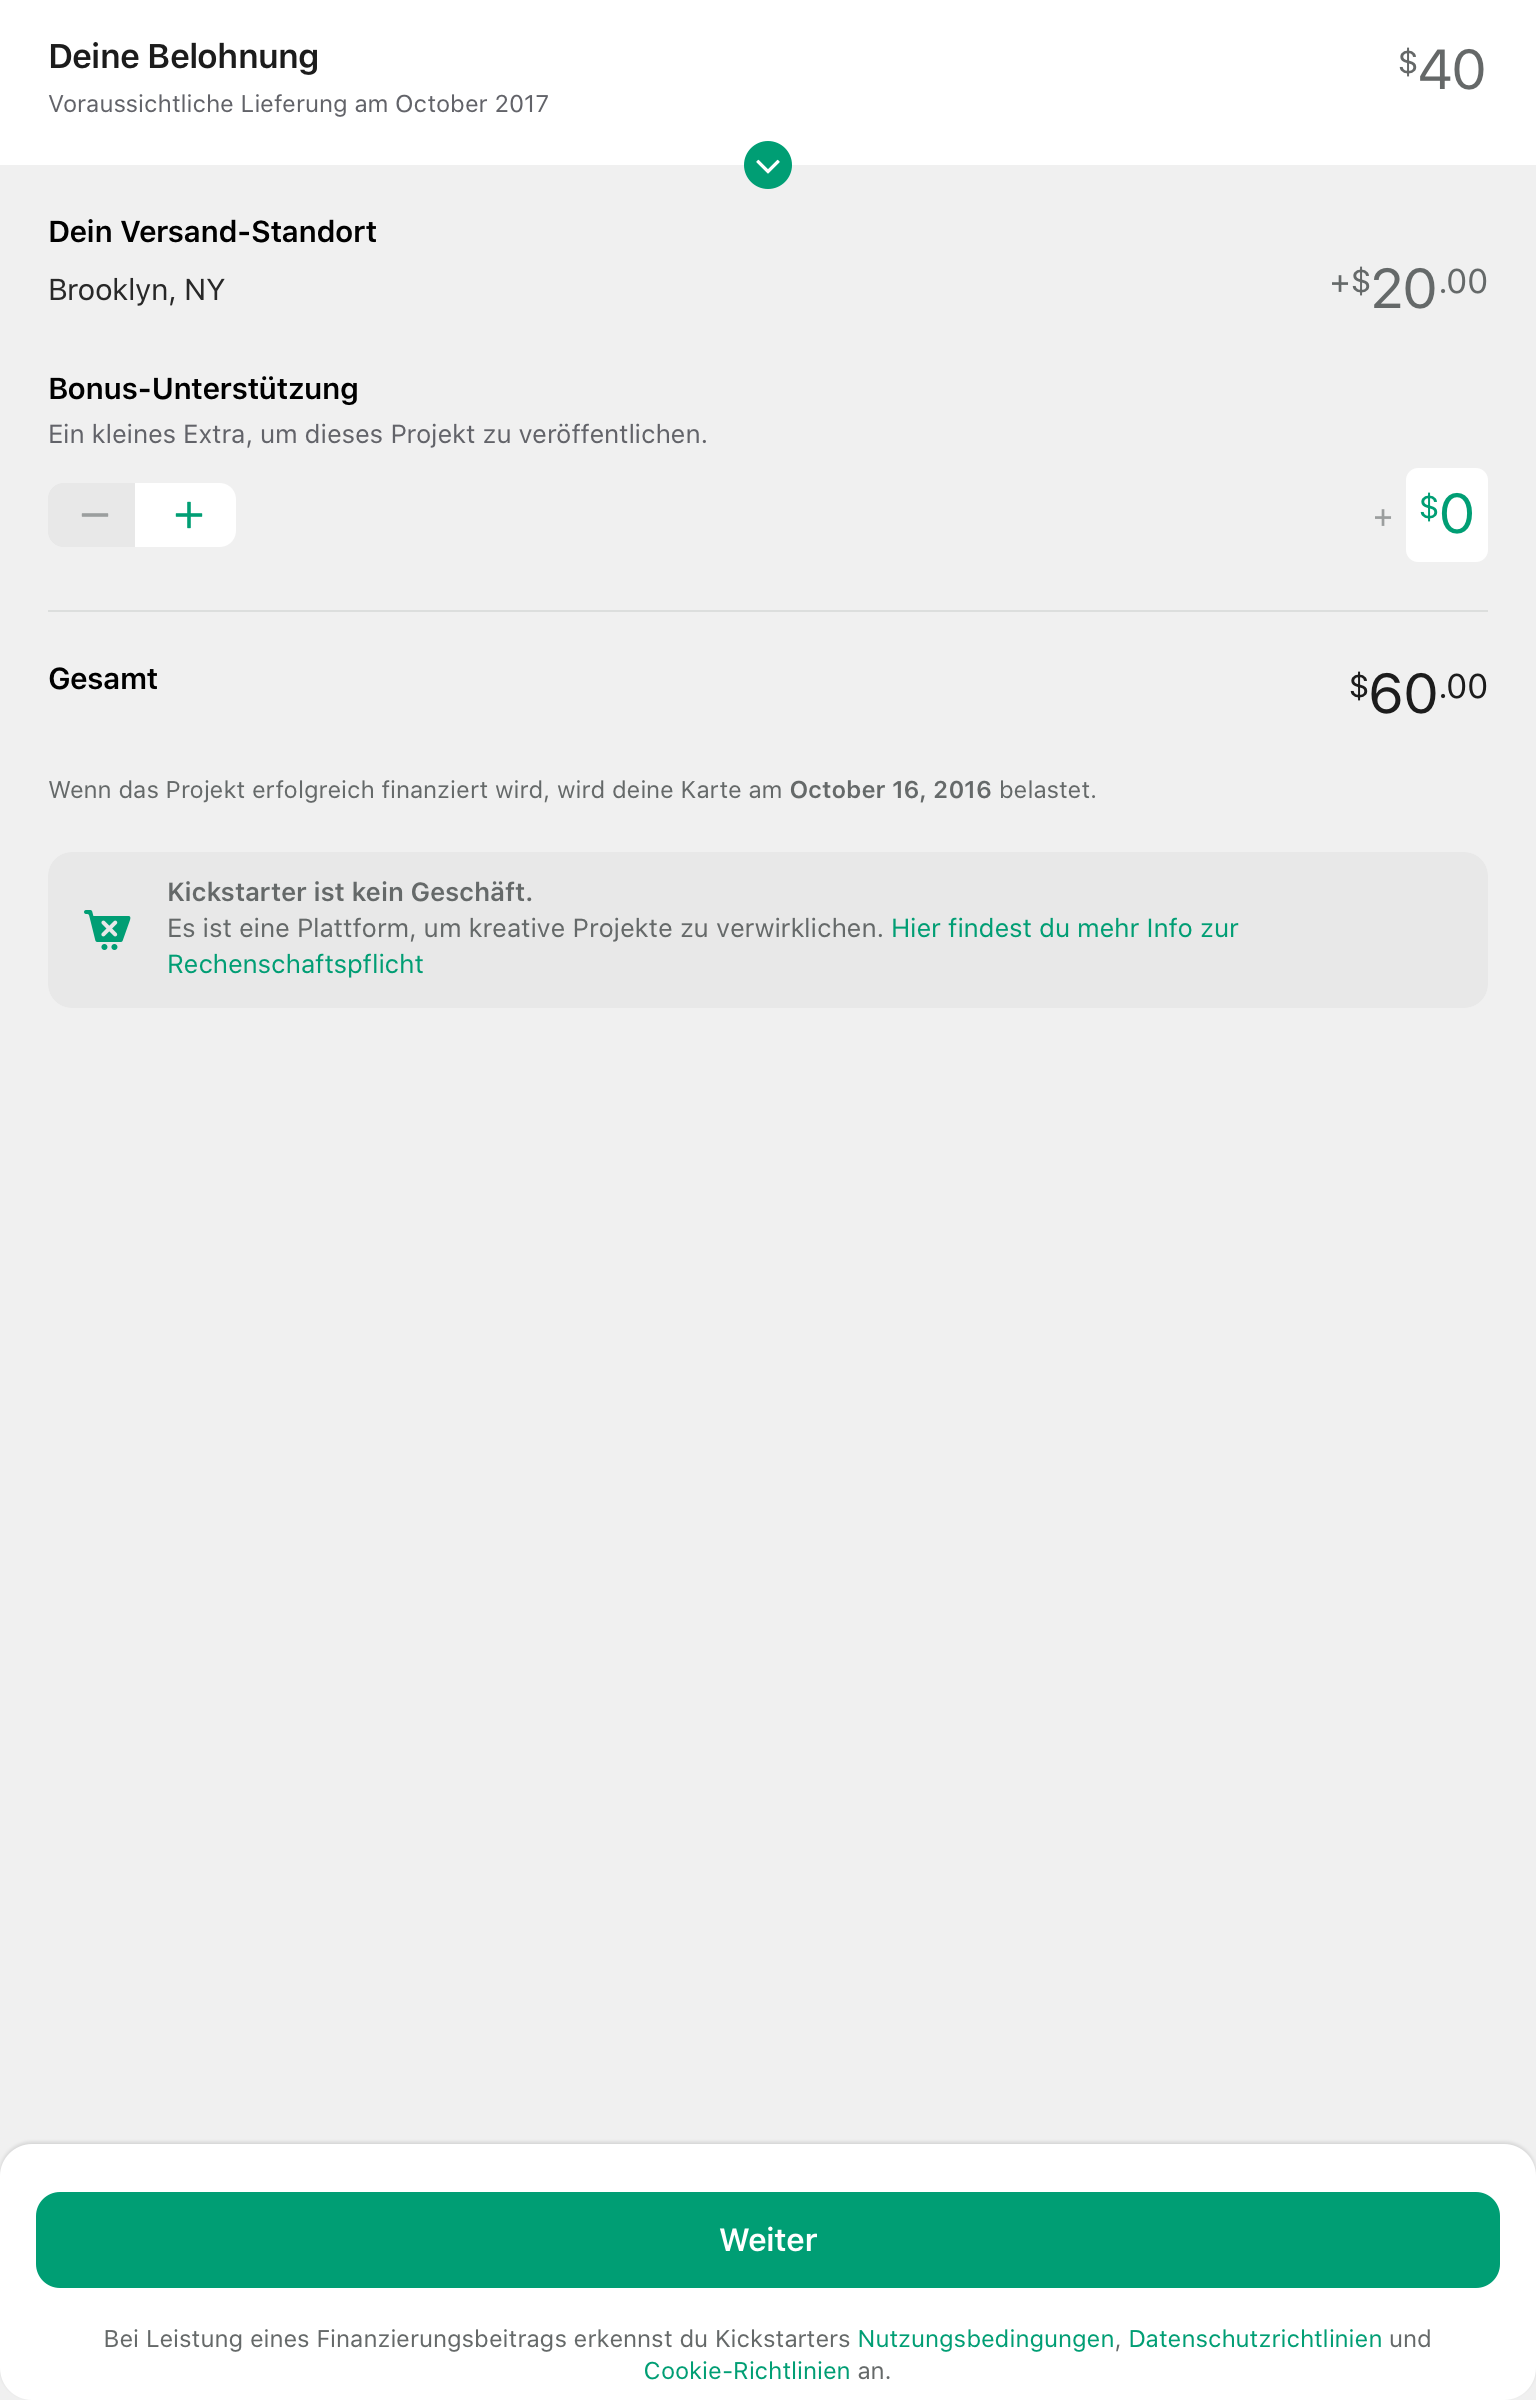 Deine Belohnung
$40
Voraussichtliche Lieferung am October 2017
Dein Versand-Standort
Brooklyn, NY
+$20.00
Bonus-Unterstützung
Ein kleines Extra, um dieses Projekt zu veröffentlichen.
− +
+ $0
Gesamt
$60.00
Wenn das Projekt erfolgreich finanziert wird, wird deine Karte am October 16, 2016 belastet.
Kickstarter ist kein Geschäft.
Es ist eine Plattform, um kreative Projekte zu verwirklichen. Hier findest du mehr Info zur
Rechenschaftspflicht
Weiter
Bei Leistung eines Finanzierungsbeitrags erkennst du Kickstarters Nutzungsbedingungen, Datenschutzrichtlinien und
Cookie-Richtlinien an.